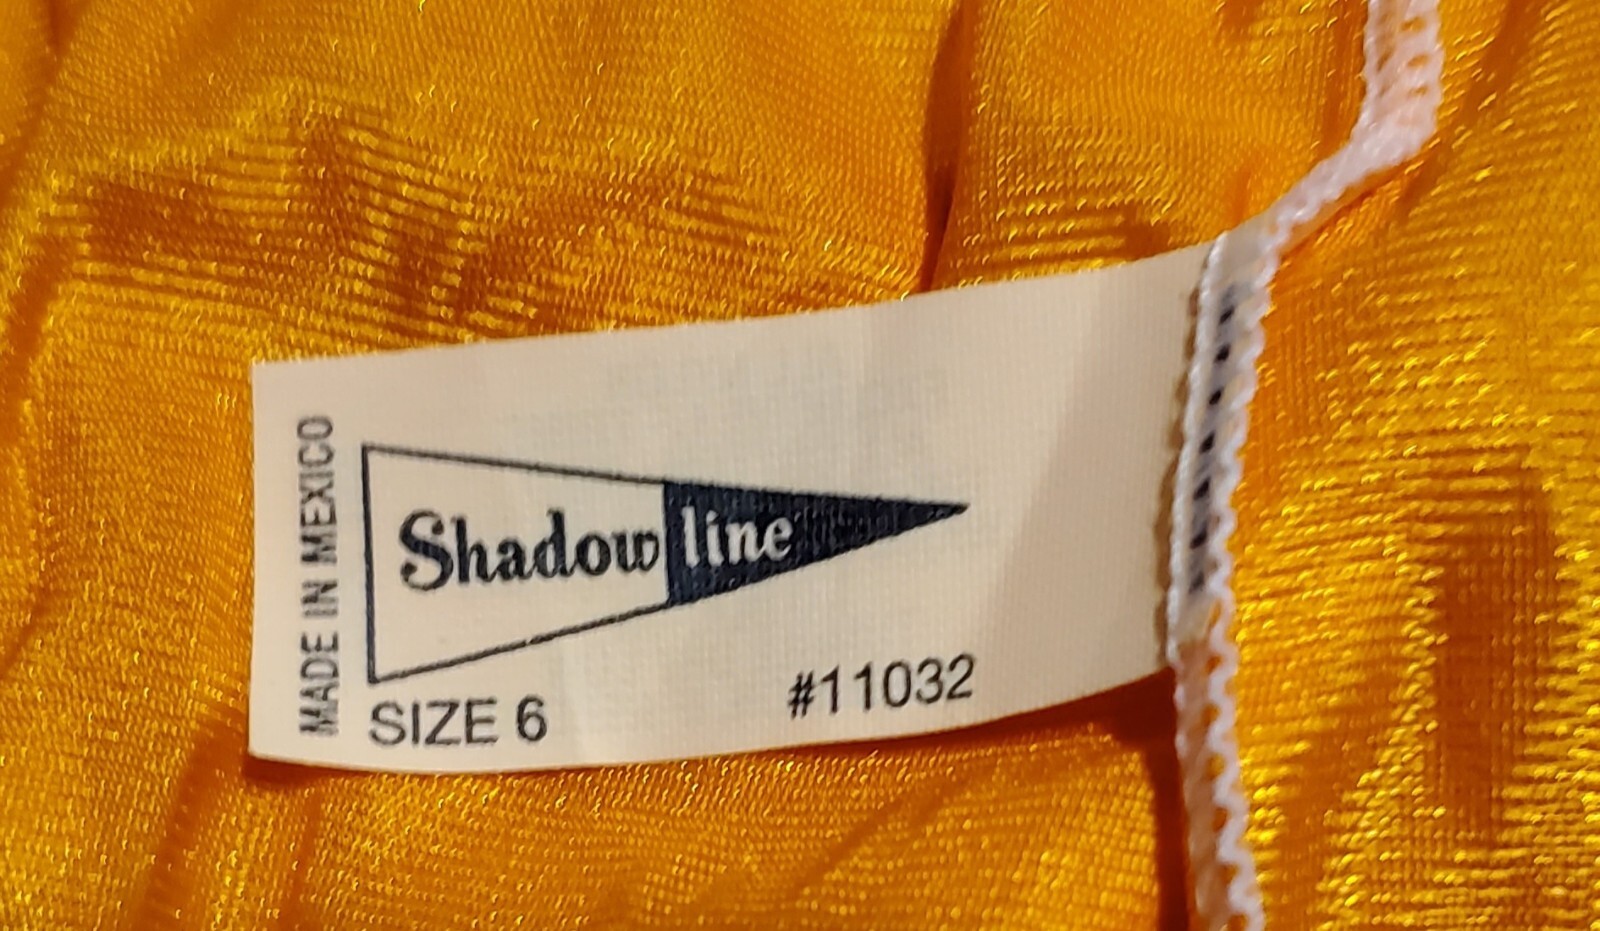 MADE IN MEXICO
Shadowline
SIZE 6
#11032